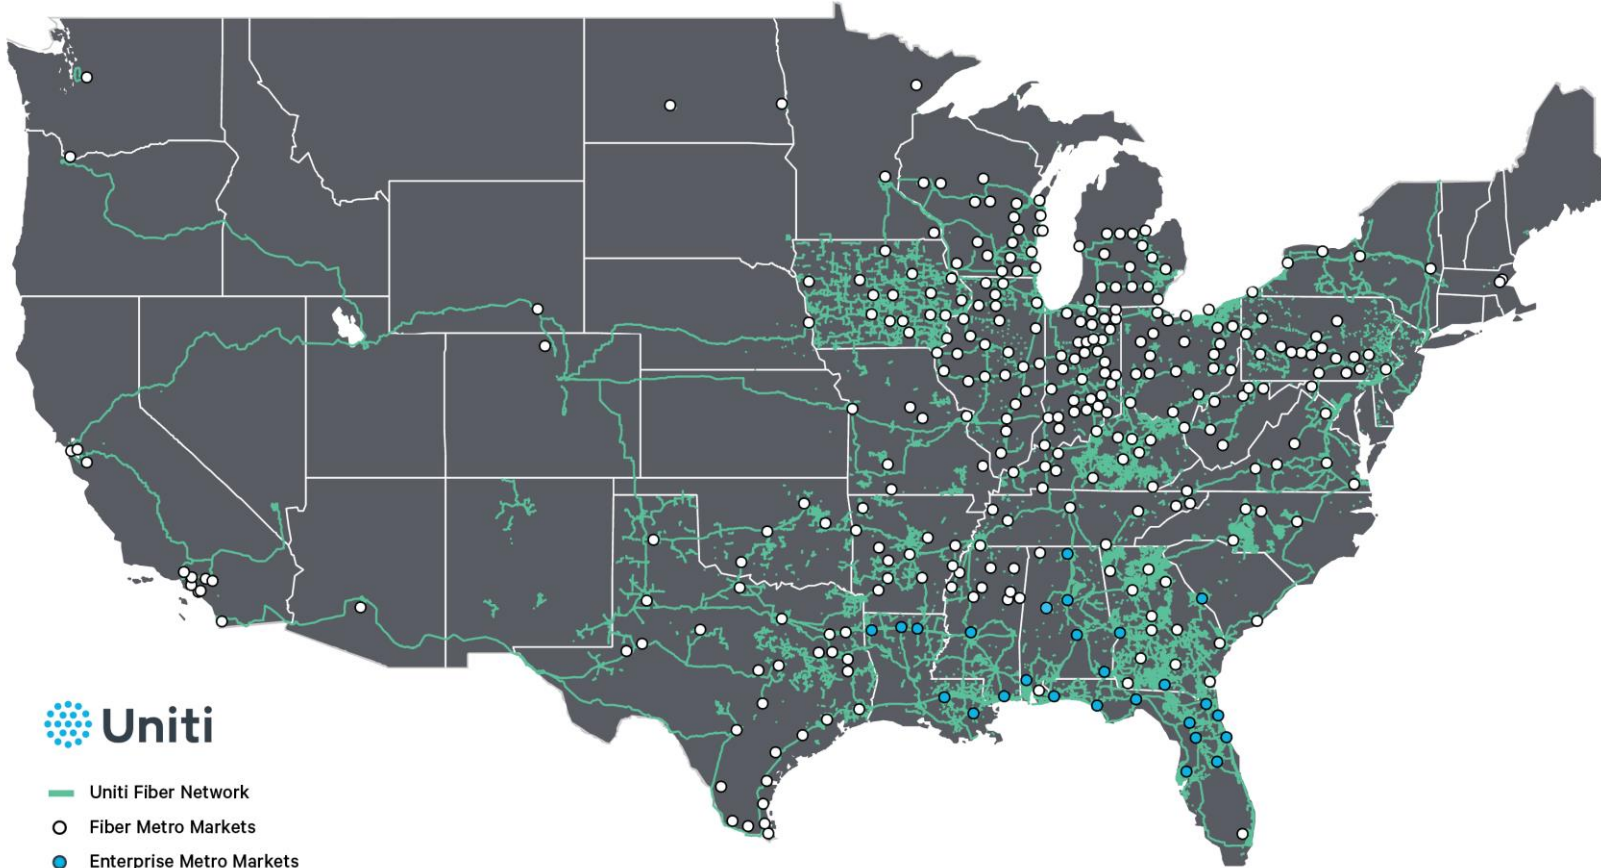 Uniti
Uniti Fiber Network
Fiber Metro Markets
Enterprise Metro Markets